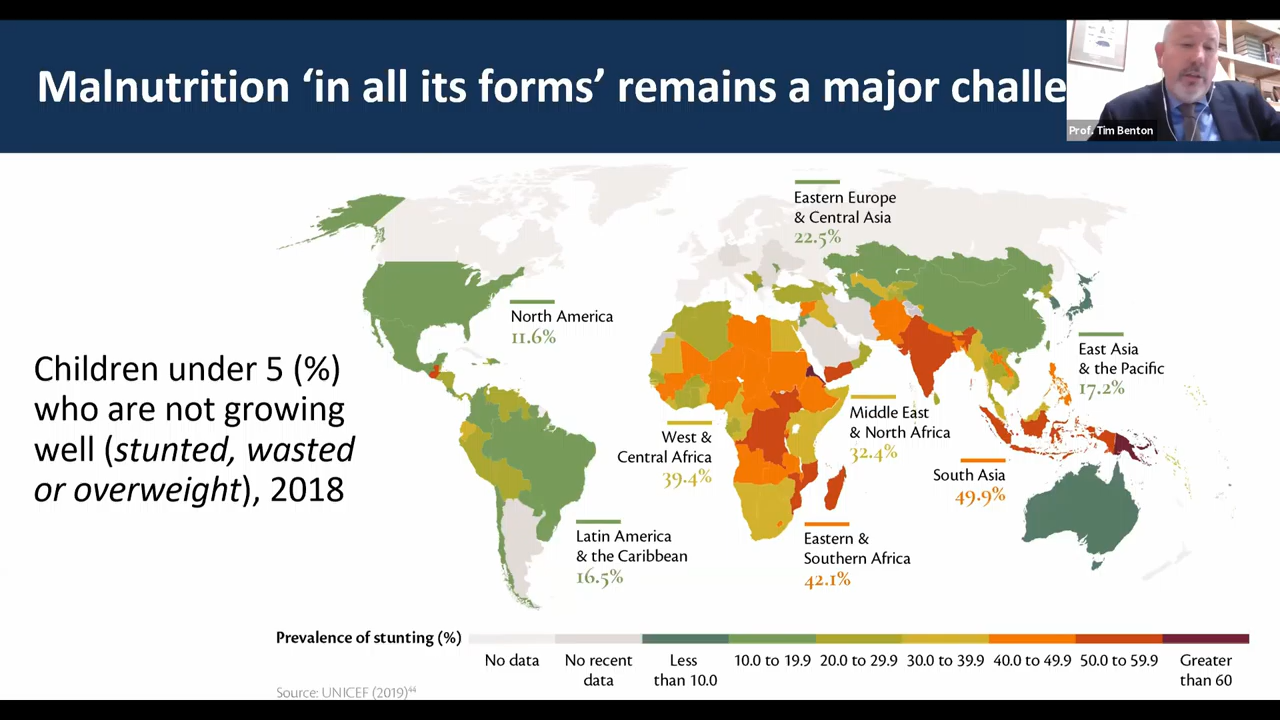 Malnutrition ‘in all its forms’ remains a major challe
Prof. Tim Benton
Children under 5 (%)
who are not growing
well (stunted, wasted
or overweight), 2018
Eastern Europe
& Central Asia
22.5%
North America
11.6%
East Asia
& the Pacific
17.2%
Middle East
& North Africa
32.4%
West &
Central Africa
39.4%
South Asia
49.9%
Latin America
& the Caribbean
16.5%
Eastern &
Southern Africa
42.1%
Prevalence of stunting (%)
No data
No recent
data
Less
than 10.0
10.0 to 19.9
20.0 to 29.9
30.0 to 39.9
40.0 to 49.9
50.0 to 59.9
Greater
than 60
Source: UNICEF (2019)⁴⁴